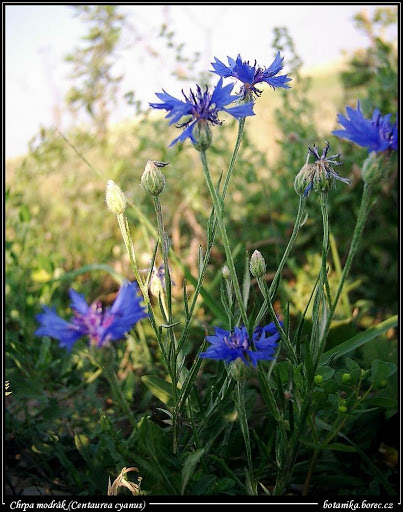 Chrpa modrák (Centaurea cyanus)
botanika.borec.cz